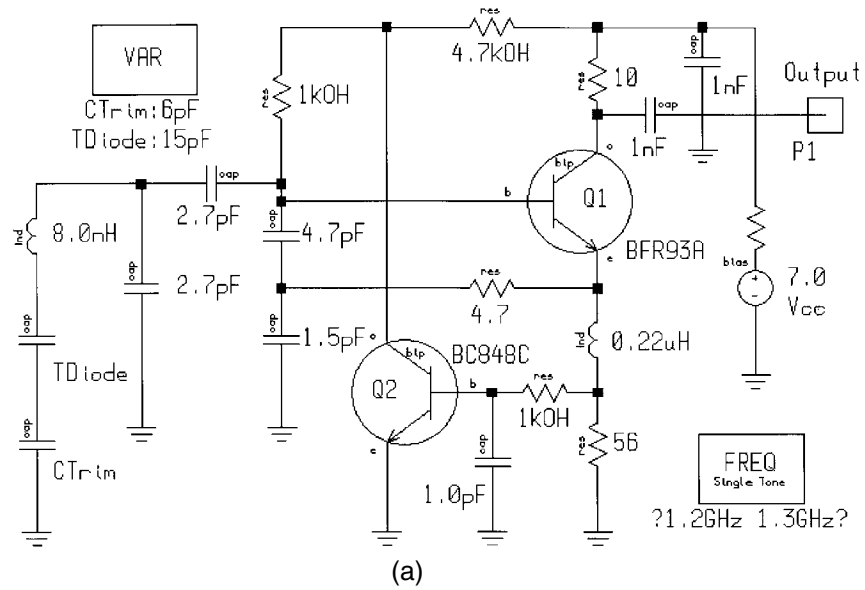 VAR
CTrim:6pF
TDiode:15pF
res
1kOH
res
4.7kOH
res
10
cap
1nF
cap
1nF
Output
P1
c
blp
b
Q1
BFR93A
e
cap
2.7pF
Ind
8.0nH
cap
4.7pF
cap
2.7pF
res
4.7
bias
7.0
Vcc
cap
1.5pF
c
blp
BC848C
Q2
b
e
res
1kOH
Ind
0.22uH
res
56
cap
TDiode
cap
CTrim
cap
1.0pF
FREQ
Single Tone
?1.2GHz 1.3GHz?
(a)